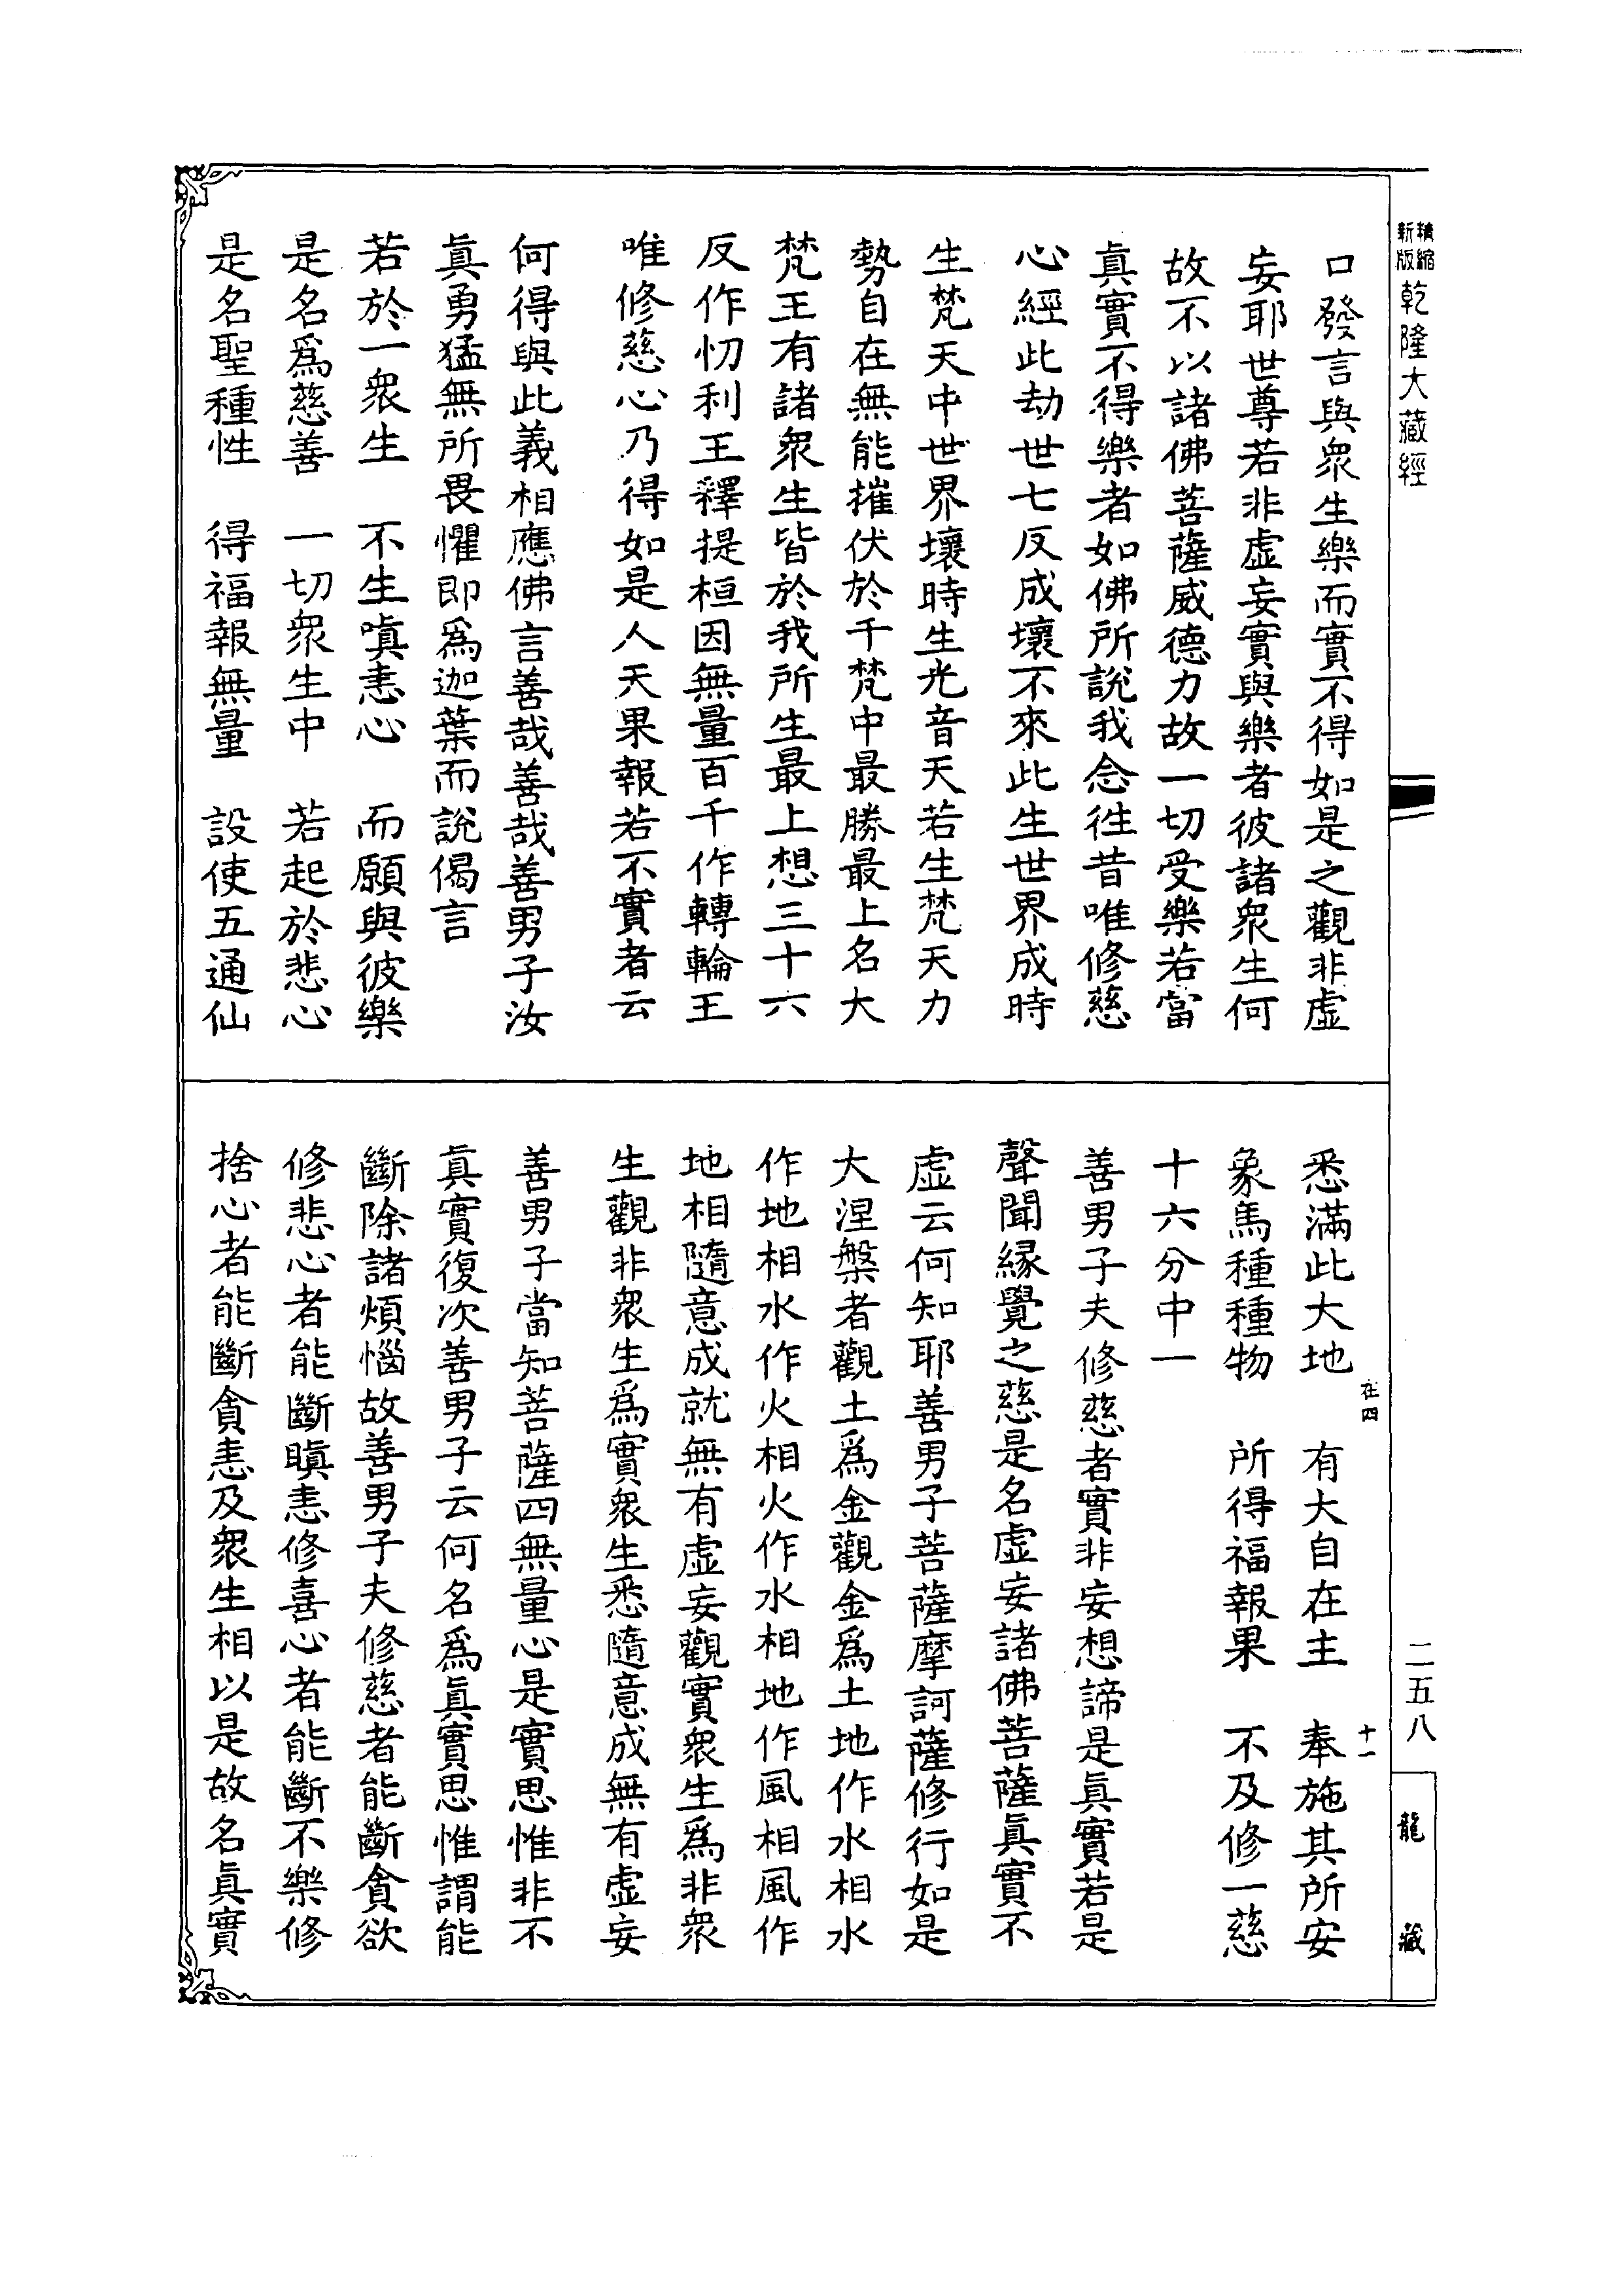 精縮新版乾隆大藏經
口發言與衆生樂而實不得如是之觀非虛
妄耶世尊若非虛妄實與樂者彼諸衆生何
故不以諸佛菩薩威德力故一切受樂若當
眞實不得樂者如佛所說我念往昔唯修慈
心經此劫世七反成壞不來此生世界成時
生梵天中世界壞時生光音天若生梵天力
勢自在無能摧伏於千梵中最勝最上名大
梵王有諸衆生皆於我所生最上想三十六
反作忉利王釋提桓因無量百千作轉輪王
唯修慈心乃得如是人天果報若不實者云
何得與此義相應佛言善哉善哉善男子汝
眞勇猛無所畏懼即爲迦葉而說偈言
若於一衆生　不生嗔恚心　而願與彼樂
是名爲慈善　一切衆生中　若起於悲心
是名聖種性　得福報無量　設使五通仙
悉滿此大地　有大自在主　奉施其所安
象馬種種物　所得福報果　不及修一慈
十六分中一
善男子夫修慈者實非妄想諦是眞實若是
聲聞緣覺之慈是名虛妄諸佛菩薩眞實不
虛云何知耶善男子菩薩摩訶薩修行如是
大涅槃者觀土爲金觀金爲土地作水相水
作地相水作火相火作水相地作風相風作
地相隨意成就無有虛妄觀實衆生爲非衆
生觀非衆生爲實衆生悉隨意成無有虛妄
善男子當知菩薩四無量心是實思惟非不
眞實復次善男子云何名爲眞實思惟謂能
斷除諸煩惱故善男子夫修慈者能斷貪欲
修悲心者能斷瞋恚修喜心者能斷不樂修
捨心者能斷貪恚及衆生相以是故名眞實
在四
十一
二五八
龍藏